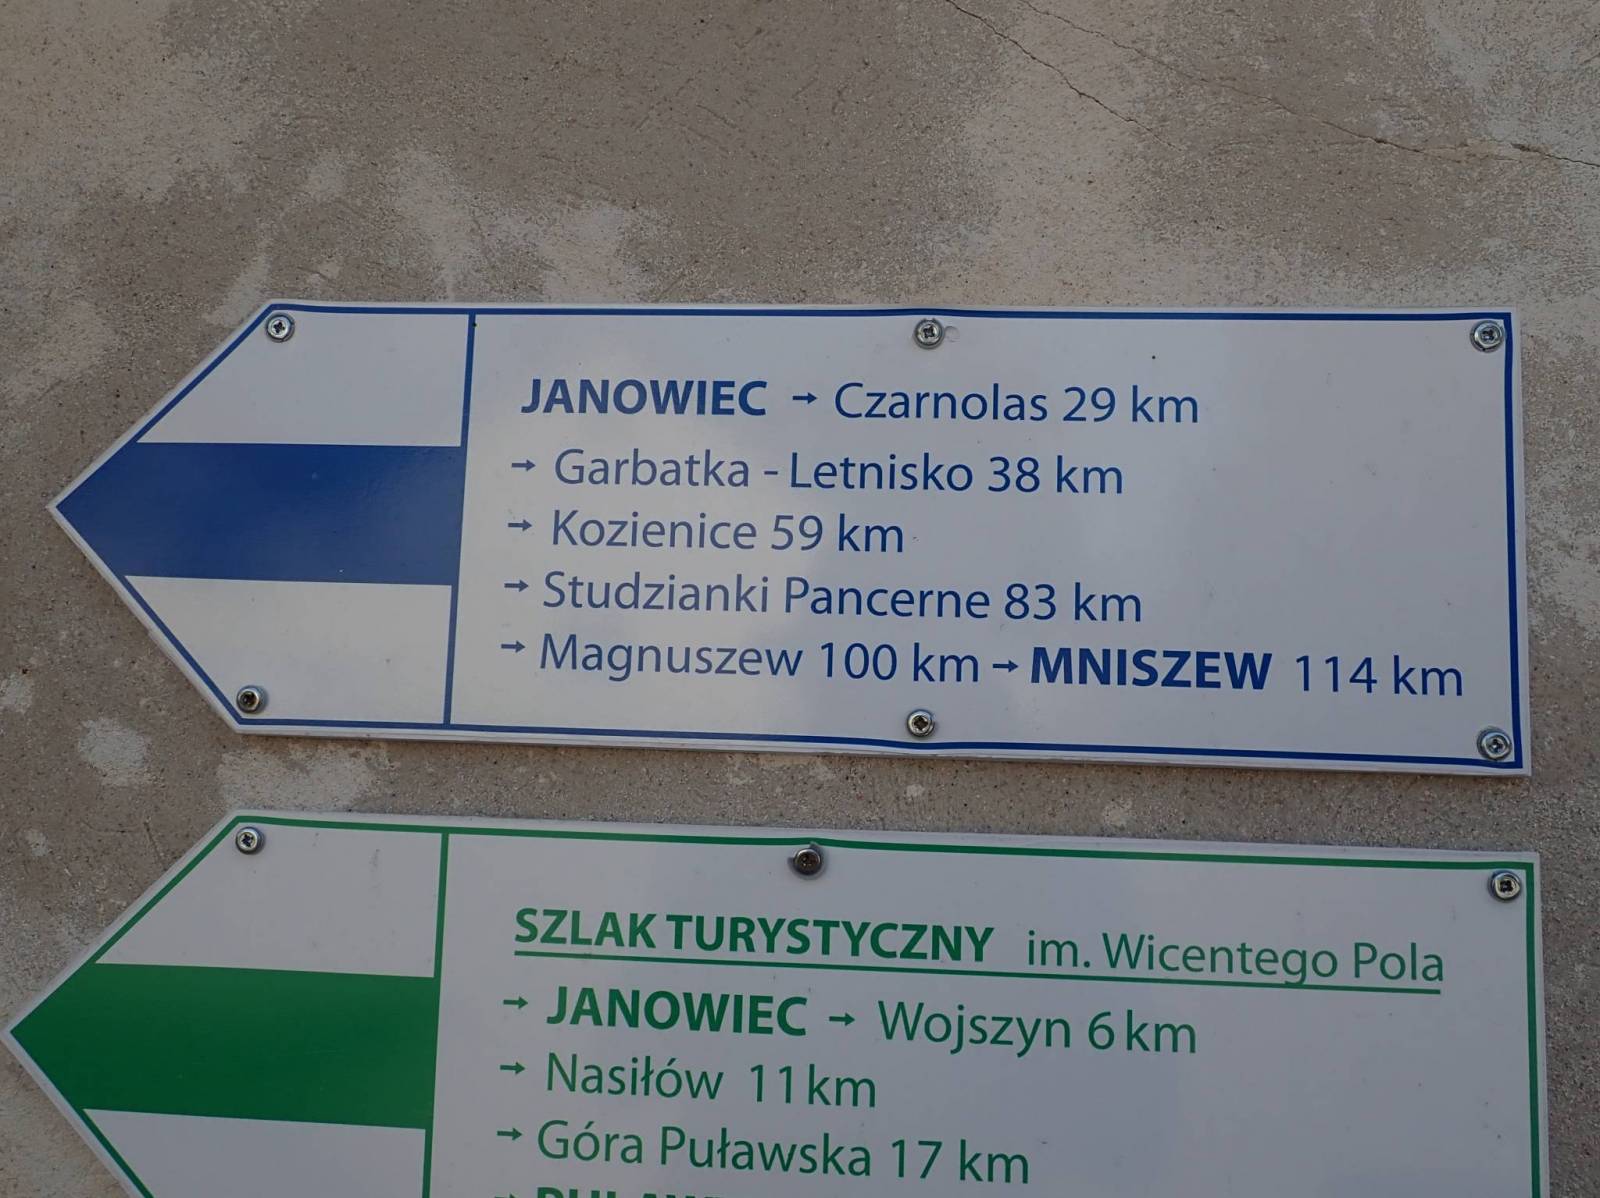 JANOWIEC → Czarnolas 29 km
→ Garbatka - Letnisko 38 km
→ Kozienice 59 km
→ Studzianki Pancerne 83 km
→ Magnuszew 100 km → MNISZEW 114 km
SZLAK TURYSTYCZNY im. Wicentego Pola
→ JANOWIEC → Wojszyn 6 km
→ Nasiłów 11 km
→ Góra Puławska 17 km